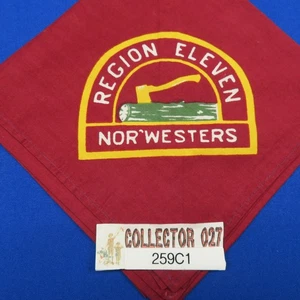 REGION ELEVEN
NOR'WESTERS
COLLECTOR 027
259C1